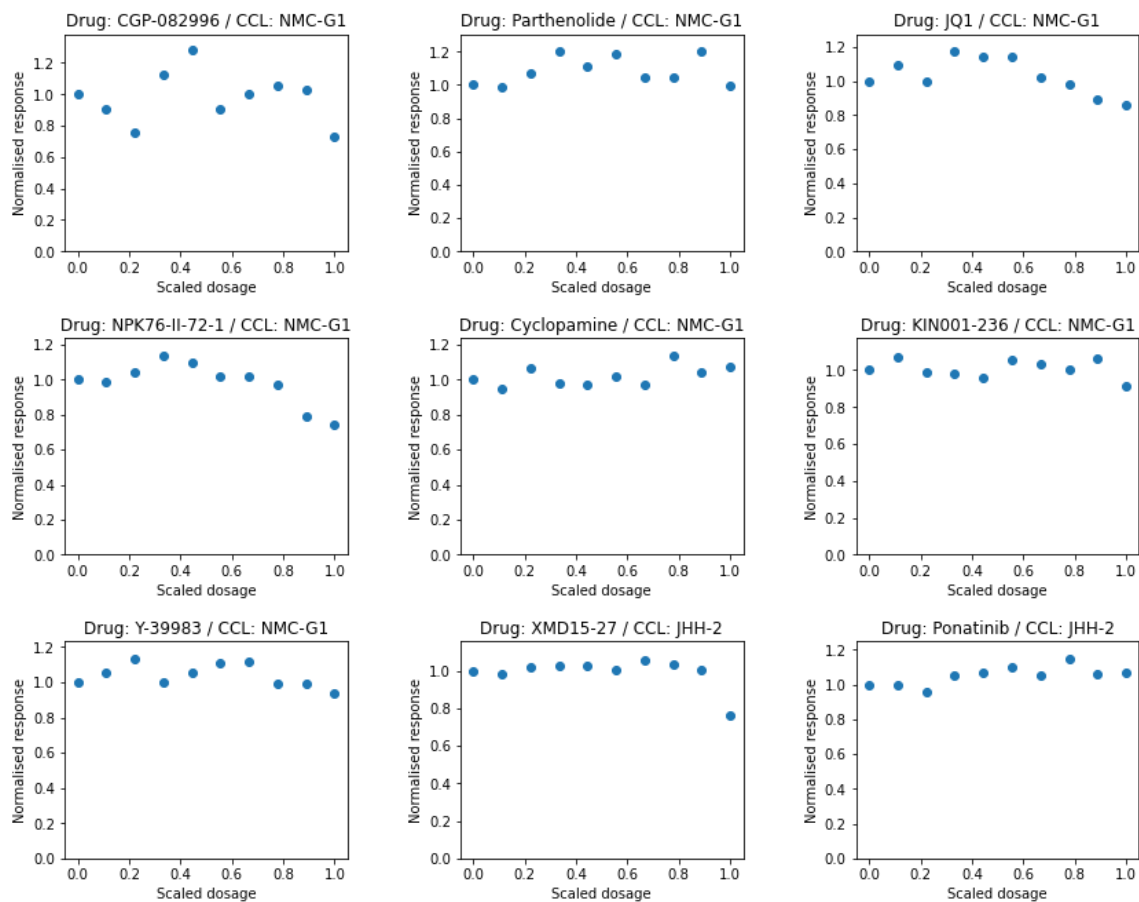 Drug: CGP-082996 / CCL: NMC-G1
Normalised response
1.2
1.0
0.8
0.6
0.4
0.2
0.0
0.0 0.2 0.4 0.6 0.8 1.0
Scaled dosage
Drug: Parthenolide / CCL: NMC-G1
Normalised response
1.2
1.0
0.8
0.6
0.4
0.2
0.0
0.0 0.2 0.4 0.6 0.8 1.0
Scaled dosage
Drug: JQ1 / CCL: NMC-G1
Normalised response
1.2
1.0
0.8
0.6
0.4
0.2
0.0
0.0 0.2 0.4 0.6 0.8 1.0
Scaled dosage
Drug: NPK76-II-72-1 / CCL: NMC-G1
Normalised response
1.2
1.0
0.8
0.6
0.4
0.2
0.0
0.0 0.2 0.4 0.6 0.8 1.0
Scaled dosage
Drug: Cyclopamine / CCL: NMC-G1
Normalised response
1.2
1.0
0.8
0.6
0.4
0.2
0.0
0.0 0.2 0.4 0.6 0.8 1.0
Scaled dosage
Drug: KIN001-236 / CCL: NMC-G1
Normalised response
1.0
0.8
0.6
0.4
0.2
0.0
0.0 0.2 0.4 0.6 0.8 1.0
Scaled dosage
Drug: Y-39983 / CCL: NMC-G1
Normalised response
1.2
1.0
0.8
0.6
0.4
0.2
0.0
0.0 0.2 0.4 0.6 0.8 1.0
Scaled dosage
Drug: XMD15-27 / CCL: JHH-2
Normalised response
1.0
0.8
0.6
0.4
0.2
0.0
0.0 0.2 0.4 0.6 0.8 1.0
Scaled dosage
Drug: Ponatinib / CCL: JHH-2
Normalised response
1.2
1.0
0.8
0.6
0.4
0.2
0.0
0.0 0.2 0.4 0.6 0.8 1.0
Scaled dosage